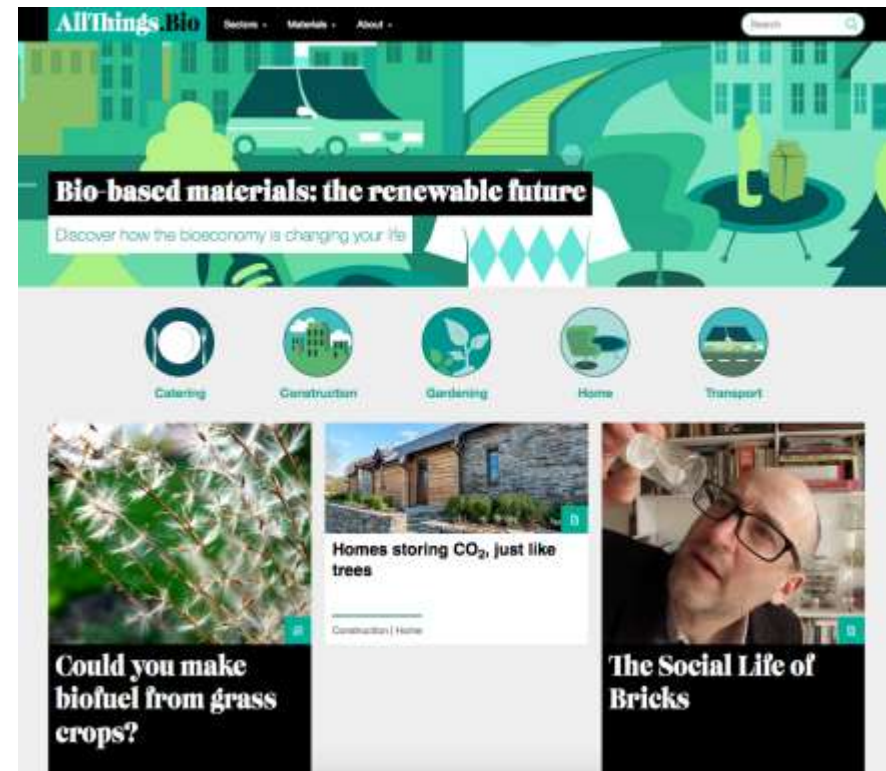 AllThings.Bio
Sectors
Materials
About
Search
Bio-based materials: the renewable future
Discover how the bioeconomy is changing your life
Catering
Construction
Gardening
Home
Transport
Homes storing CO₂, just like
trees
Construction | Home
Could you make
biofuel from grass
crops?
The Social Life of
Bricks